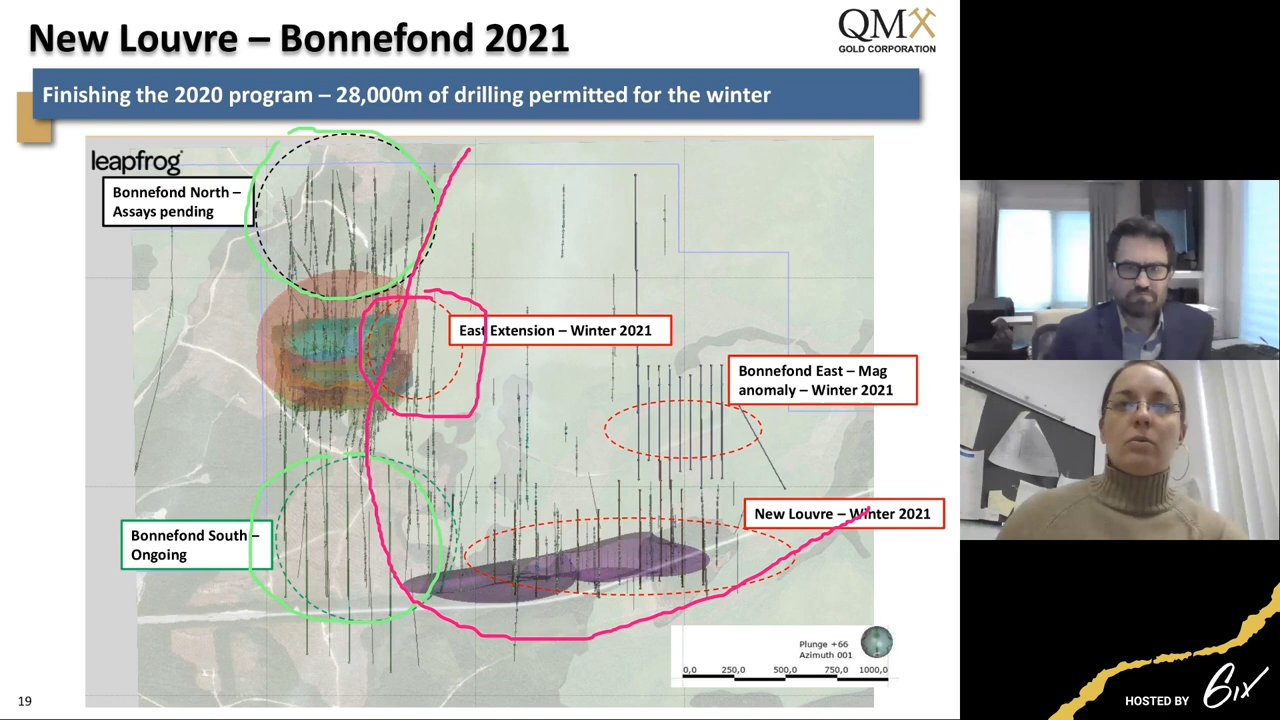 New Louvre – Bonnefond 2021
QMX
GOLD CORPORATION
Finishing the 2020 program – 28,000m of drilling permitted for the winter
leapfrog
Bonnefond North –
Assays pending
East Extension – Winter 2021
Bonnefond East – Mag
anomaly – Winter 2021
New Louvre – Winter 2021
Bonnefond South –
Ongoing
Plunge +66
Azimuth 001
0,0 250,0 500,0 750,0 1000,0
19
HOSTED BY 6ix